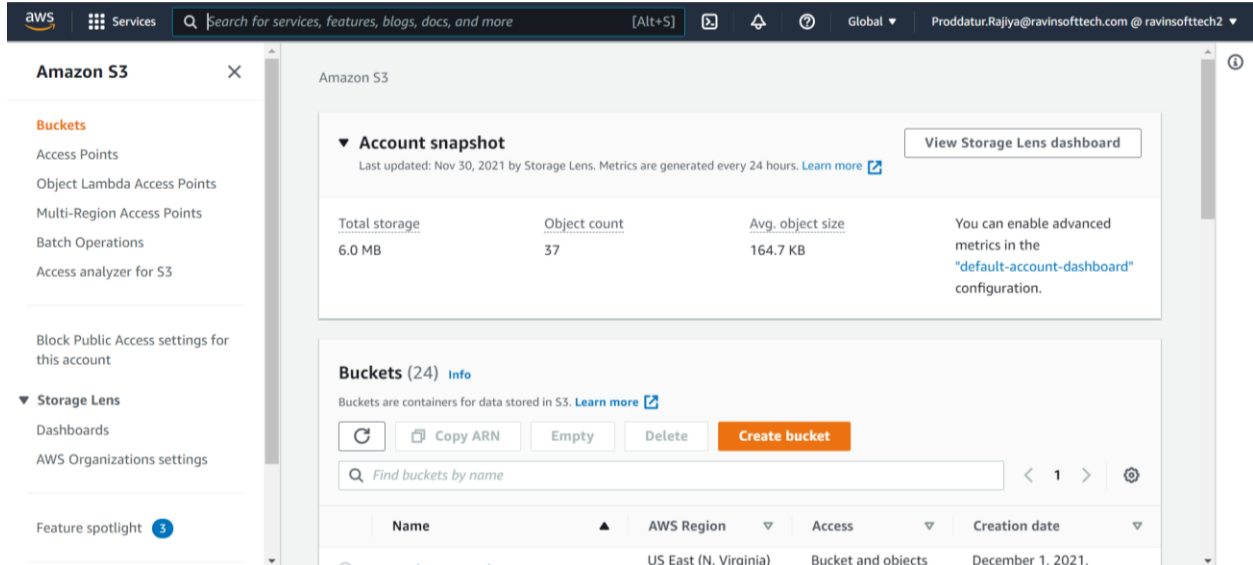 aws
Services
Search for services, features, blogs, docs, and more
[Alt+S]
Global ▼
Proddatur.Rajiya@ravinsofttech.com @ ravinsofttech2 ▼
Amazon S3
Buckets
Access Points
Object Lambda Access Points
Multi-Region Access Points
Batch Operations
Access analyzer for S3
Block Public Access settings for
this account
▼ Storage Lens
Dashboards
AWS Organizations settings
Feature spotlight 3
Amazon S3
▼ Account snapshot
Last updated: Nov 30, 2021 by Storage Lens. Metrics are generated every 24 hours. Learn more
View Storage Lens dashboard
Total storage
6.0 MB
Object count
37
Avg. object size
164.7 KB
You can enable advanced
metrics in the
"default-account-dashboard"
configuration.
Buckets (24) Info
Buckets are containers for data stored in S3. Learn more
Copy ARN
Empty
Delete
Create bucket
Find buckets by name
1
Name
AWS Region
Access
Creation date
US East (N. Virginia)
Bucket and objects
December 1, 2021,